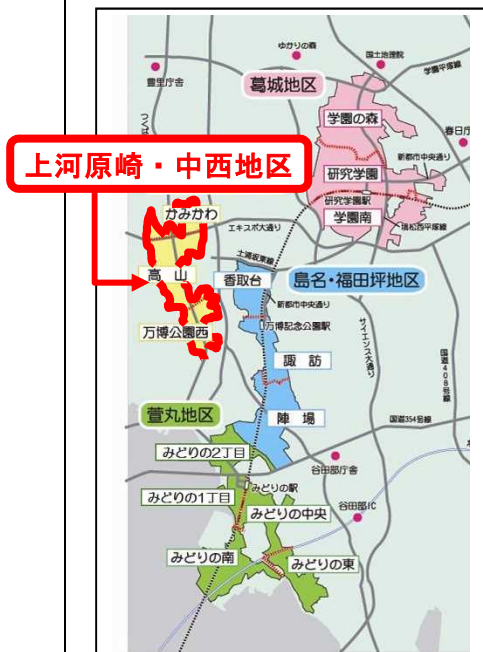 ゆかりの森
国土地理院
学園平塚線
豊里庁舎
葛城地区
つくば
学園の森
春日庁
新都市中央通り
上河原崎・中西地区
研究学園
研究学園駅
かみかわ
学園南
エキスポ大通り
土浦坂東線
高山
香取台
島名・福田坪地区
新都市中央通り
万博記念公園駅
万博公園西
サイエンス大通り
諏訪
国道408号線
萱丸地区
陣場
国道354号線
みどりの2丁目
谷田部庁舎
みどりの駅
みどりの1丁目
みどりの中央
谷田部IC
みどりの南
みどりの東